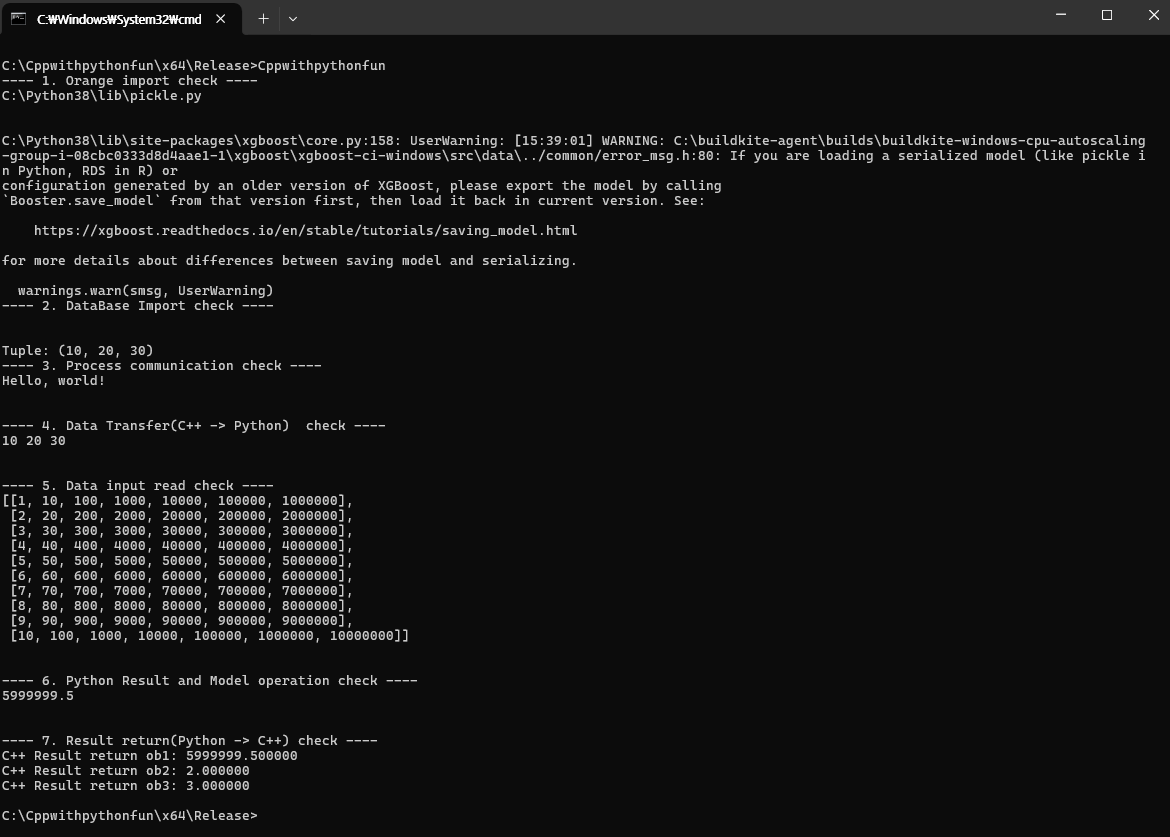 C:₩Windows₩System32₩cmd
C:\Cppwithpythonfun\x64\Release>Cppwithpythonfun
---- 1. Orange import check ----
C:\Python38\lib\pickle.py
C:\Python38\lib\site-packages\xgboost\core.py:158: UserWarning: [15:39:01] WARNING: C:\buildkite-agent\builds\buildkite-windows-cpu-autoscaling
-group-i-08cbc0333d8d4aae1-1\xgboost\xgboost-ci-windows\src\data\../common/error_msg.h:80: If you are loading a serialized model (like pickle i
n Python, RDS in R) or
configuration generated by an older version of XGBoost, please export the model by calling
`Booster.save_model` from that version first, then load it back in current version. See:
https://xgboost.readthedocs.io/en/stable/tutorials/saving_model.html
for more details about differences between saving model and serializing.
warnings.warn(smsg, UserWarning)
---- 2. DataBase Import check ----
Tuple: (10, 20, 30)
---- 3. Process communication check ----
Hello, world!
---- 4. Data Transfer(C++ -> Python)  check ----
10 20 30
---- 5. Data input read check ----
[[1, 10, 100, 1000, 10000, 100000, 1000000],
[2, 20, 200, 2000, 20000, 200000, 2000000],
[3, 30, 300, 3000, 30000, 300000, 3000000],
[4, 40, 400, 4000, 40000, 400000, 4000000],
[5, 50, 500, 5000, 50000, 500000, 5000000],
[6, 60, 600, 6000, 60000, 600000, 6000000],
[7, 70, 700, 7000, 70000, 700000, 7000000],
[8, 80, 800, 8000, 80000, 800000, 8000000],
[9, 90, 900, 9000, 90000, 900000, 9000000],
[10, 100, 1000, 10000, 100000, 1000000, 10000000]]
---- 6. Python Result and Model operation check ----
5999999.5
---- 7. Result return(Python -> C++) check ----
C++ Result return ob1: 5999999.500000
C++ Result return ob2: 2.000000
C++ Result return ob3: 3.000000
C:\Cppwithpythonfun\x64\Release>